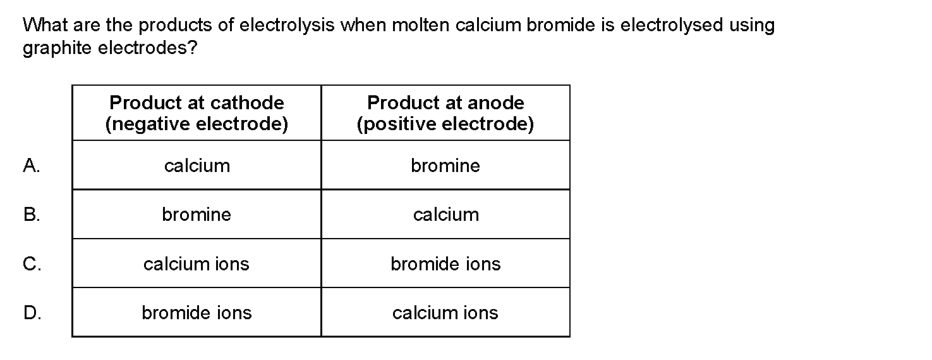 What are the products of electrolysis when molten calcium bromide is electrolysed using
graphite electrodes?
Product at cathode Product at anode
(negative electrode) (positive electrode)
A. calcium bromine
B. bromine calcium
C. calcium ions bromide ions
D. bromide ions calcium ions